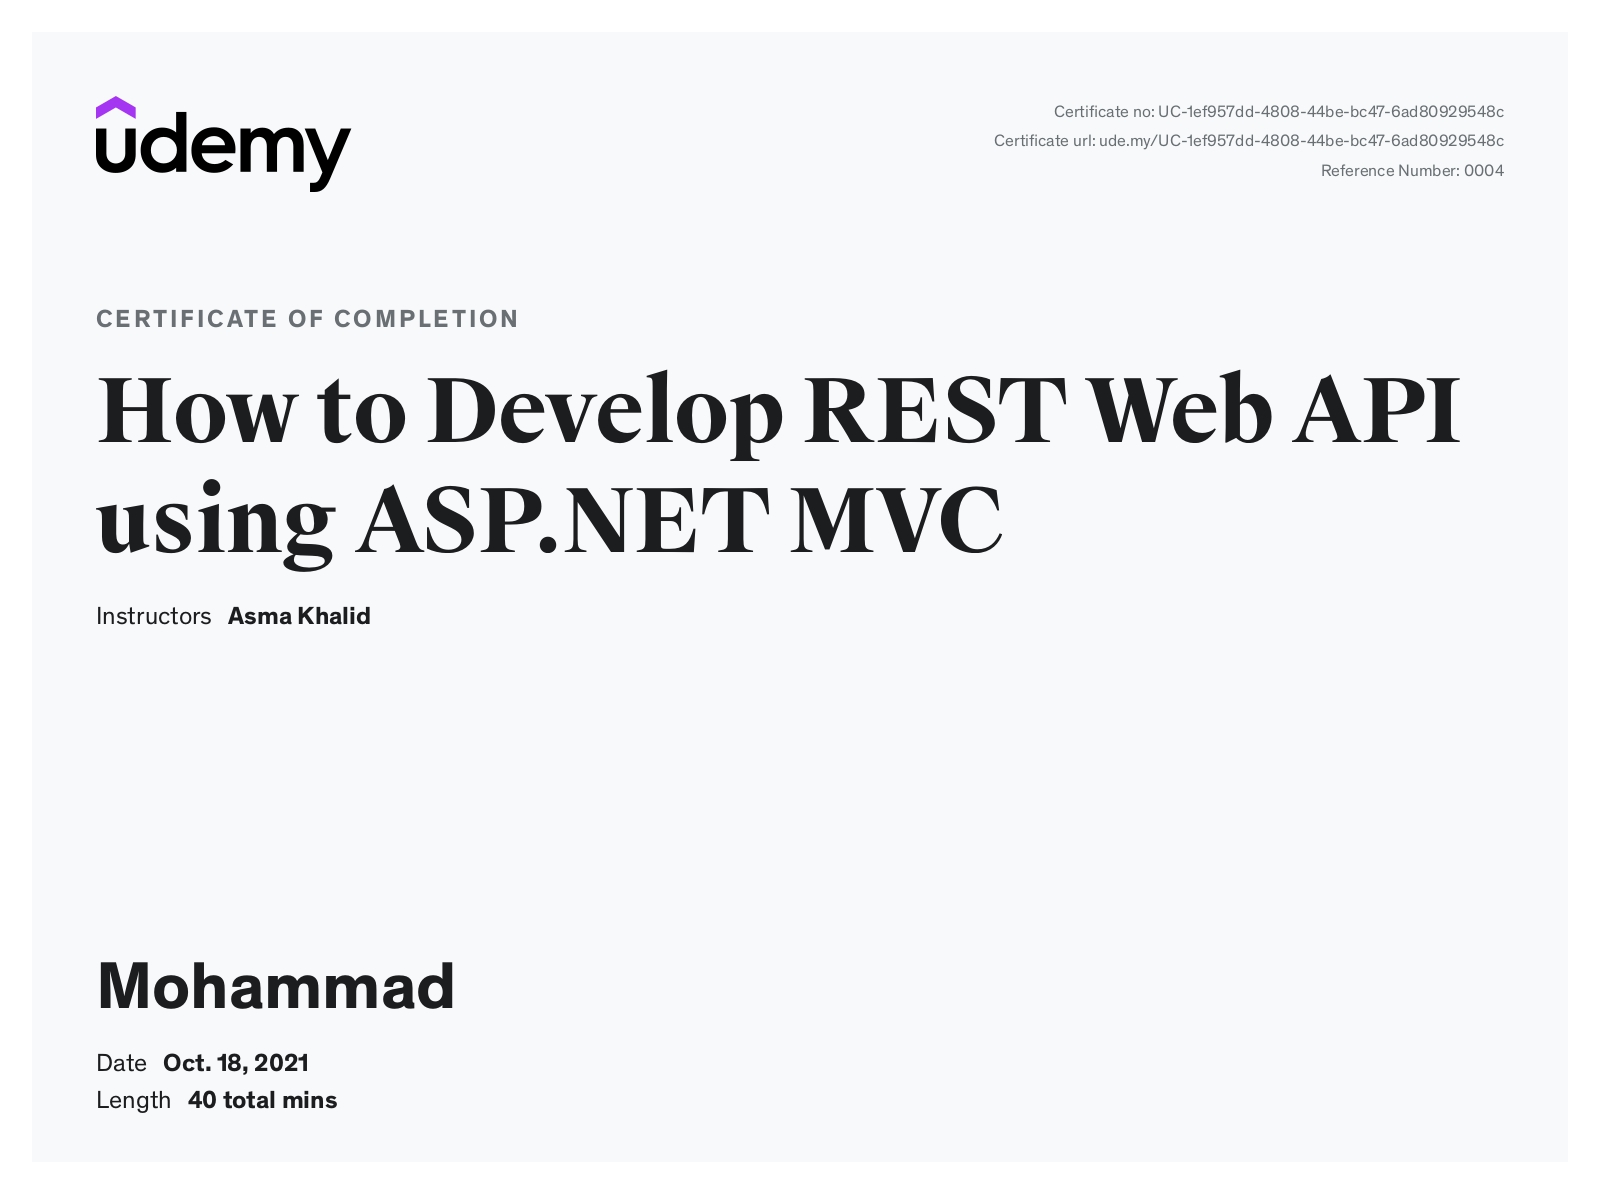 udemy
Certificate no: UC-1ef957dd-4808-44be-bc47-6ad80929548c
Certificate url: ude.my/UC-1ef957dd-4808-44be-bc47-6ad80929548c
Reference Number: 0004
CERTIFICATE OF COMPLETION
How to Develop REST Web API
using ASP.NET MVC
Instructors Asma Khalid
Mohammad
Date Oct. 18, 2021
Length 40 total mins